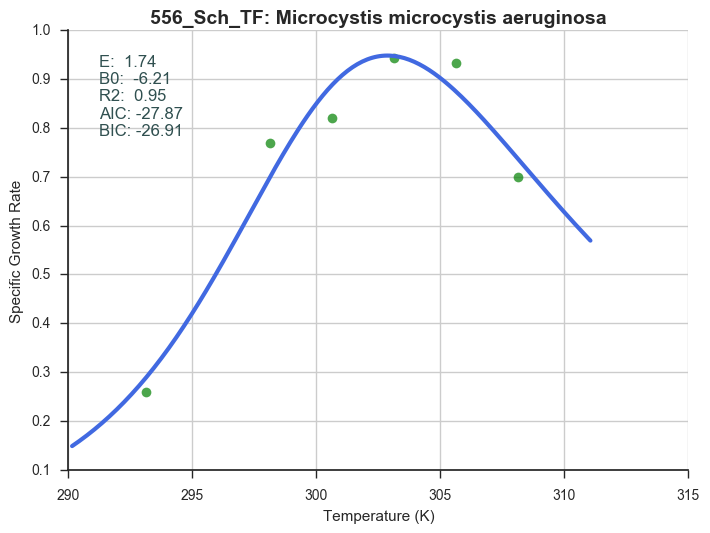 556_Sch_TF: Microcystis microcystis aeruginosa
E:  1.74
B0:  -6.21
R2:  0.95
AIC: -27.87
BIC: -26.91
Specific Growth Rate
1.0
0.9
0.8
0.7
0.6
0.5
0.4
0.3
0.2
0.1
290 295 300 305 310 315
Temperature (K)